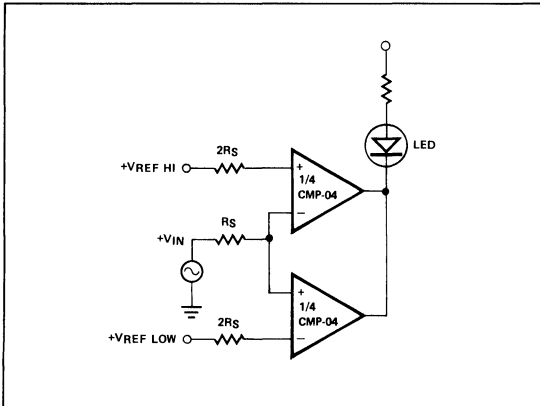 LED
2RS
+VREF HI
+
1/4
CMP-04
−
RS
+VIN
+
1/4
CMP-04
−
2RS
+VREF LOW